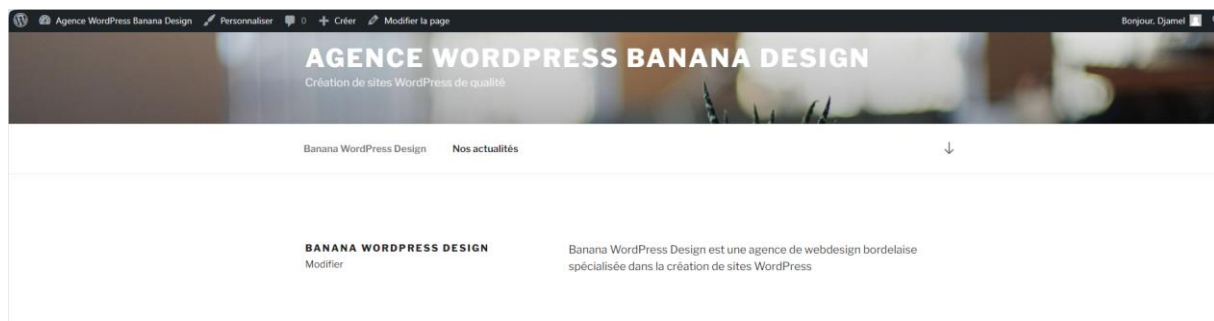 Agence WordPress Banana Design Personnaliser 0 Créer Modifier la page Bonjour, Djamel
AGENCE WORDPRESS BANANA DESIGN
Création de sites WordPress de qualité
Banana WordPress Design Nos actualités
BANANA WORDPRESS DESIGN
Modifier
Banana WordPress Design est une agence de webdesign bordelaise
spécialisée dans la création de sites WordPress